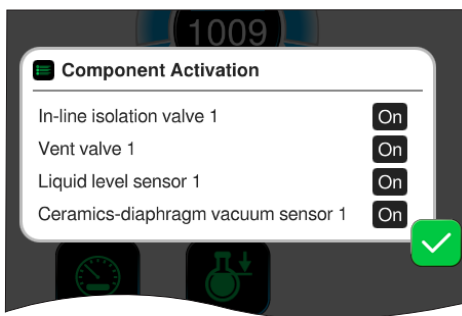 1009
Component Activation
In-line isolation valve 1 On
Vent valve 1 On
Liquid level sensor 1 On
Ceramics-diaphragm vacuum sensor 1 On